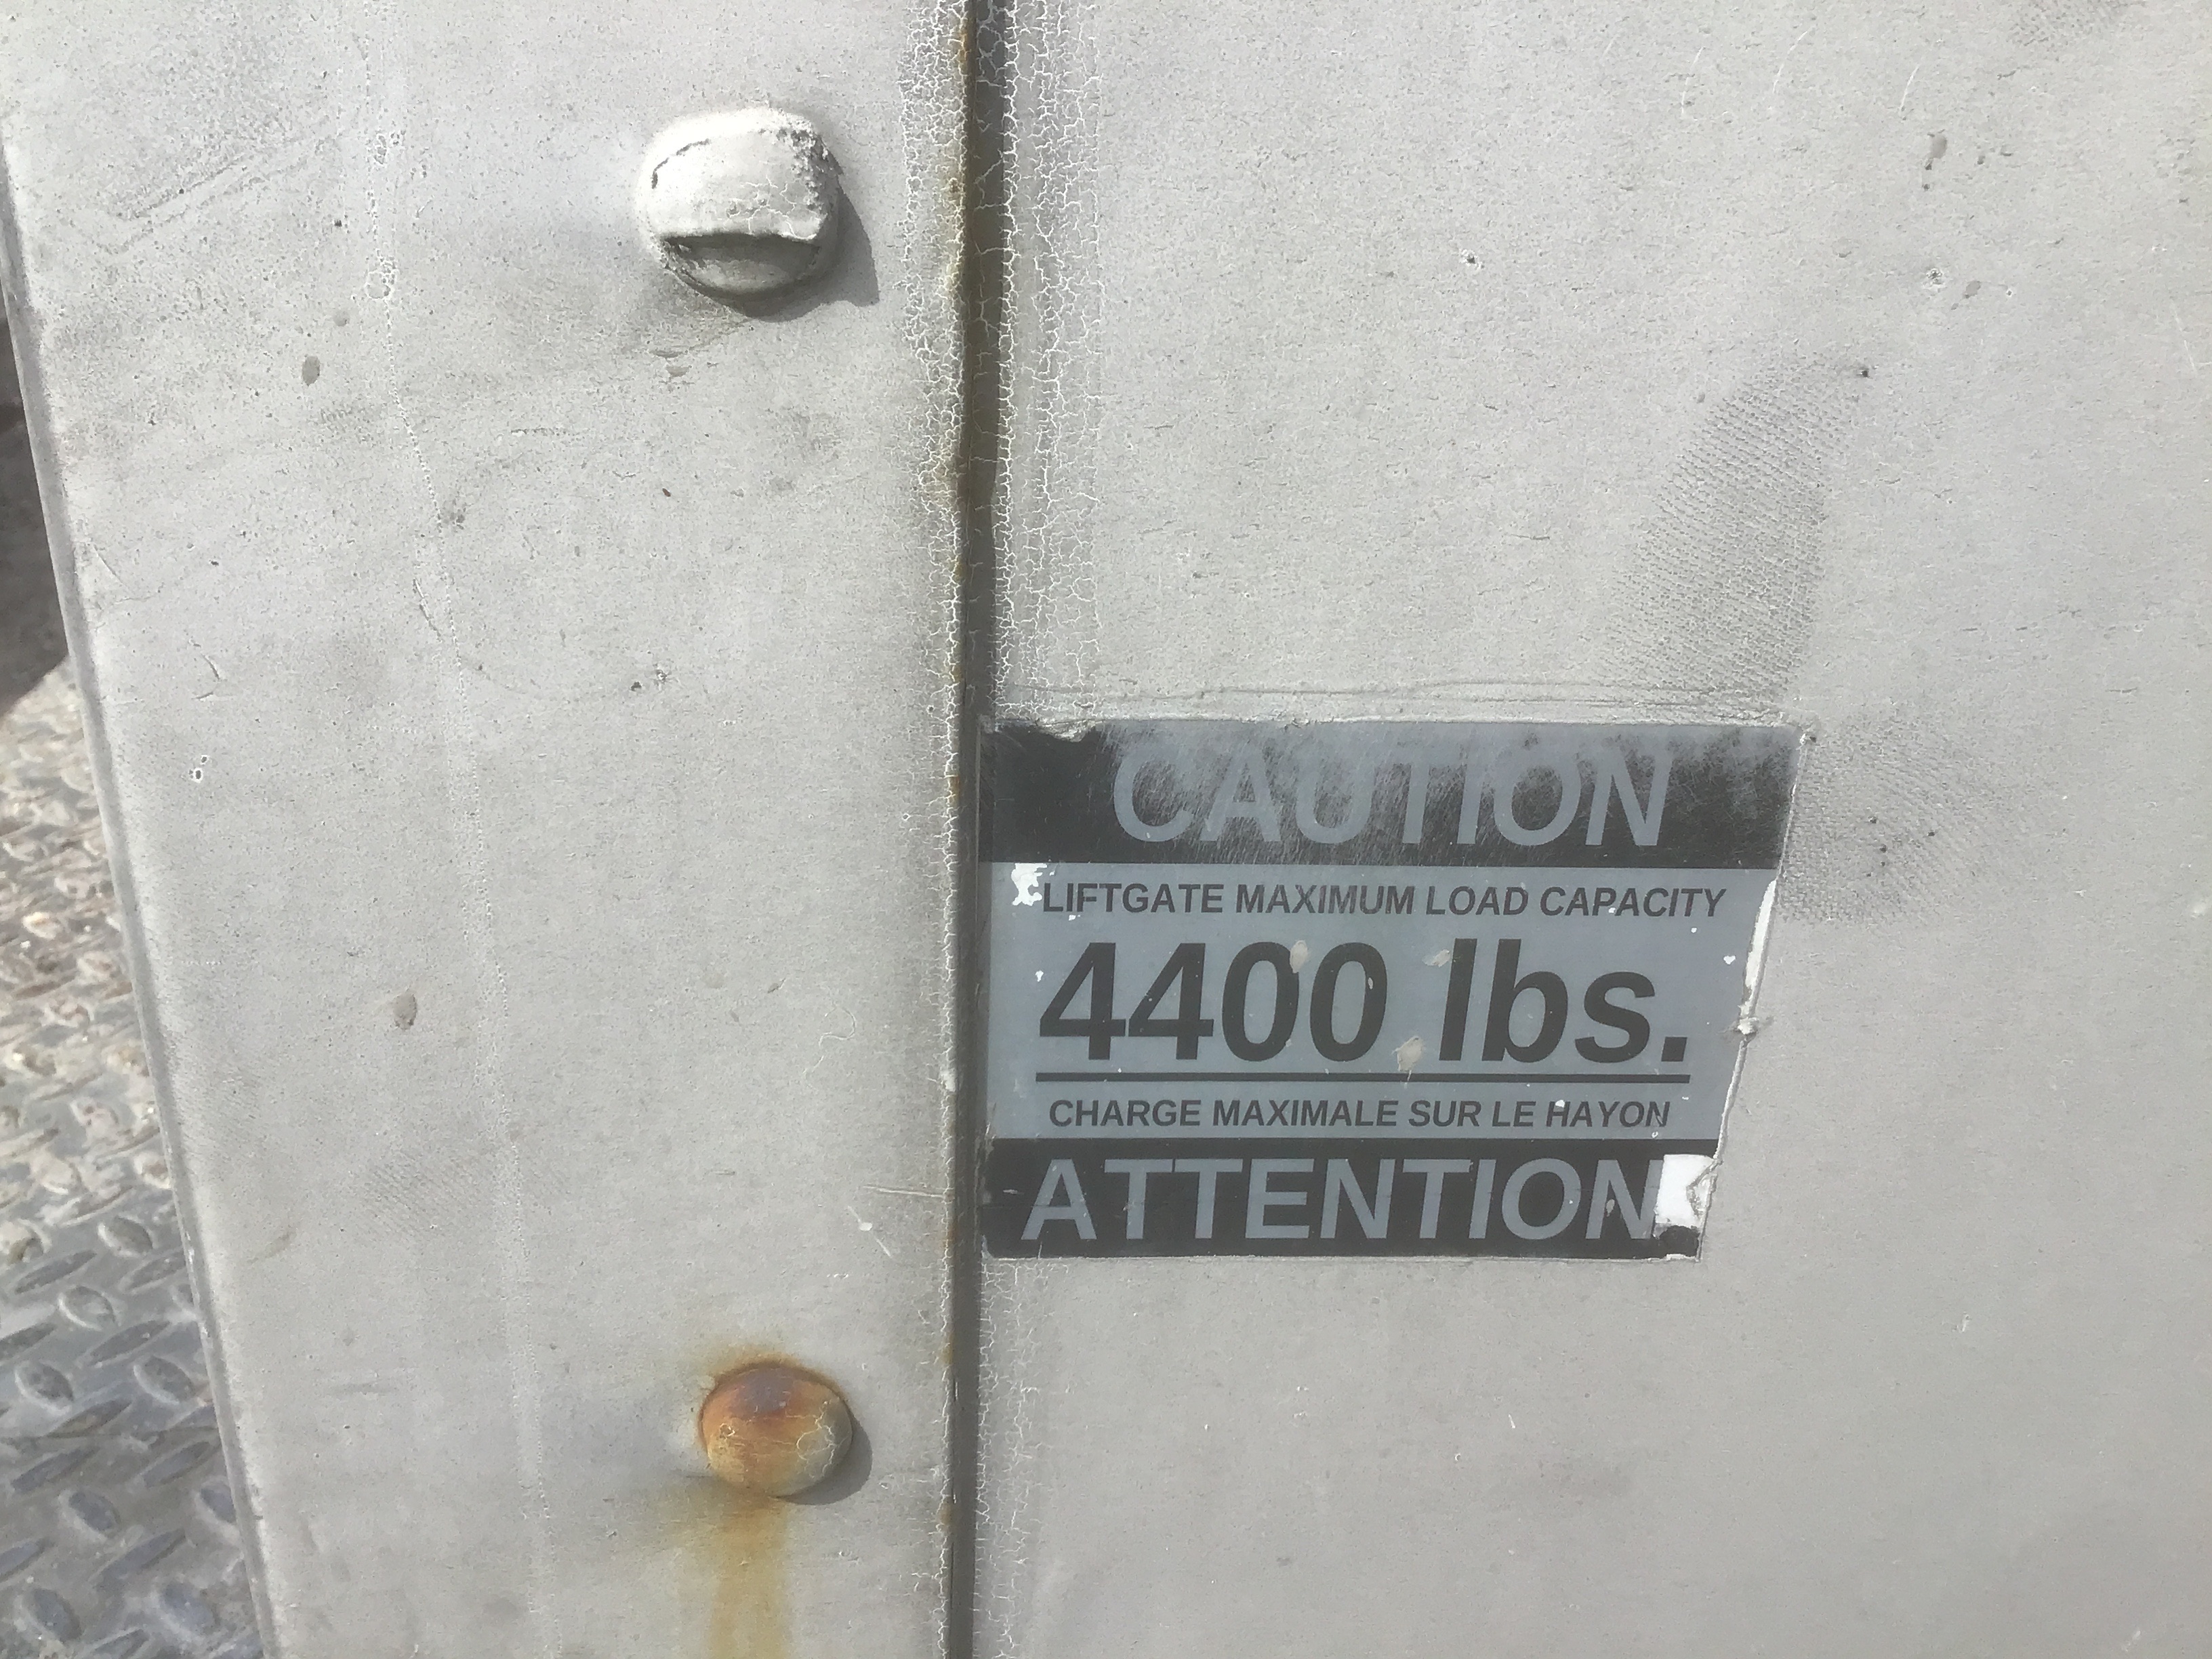 CAUTION
LIFTGATE MAXIMUM LOAD CAPACITY
4400 lbs.
CHARGE MAXIMALE SUR LE HAYON
ATTENTION